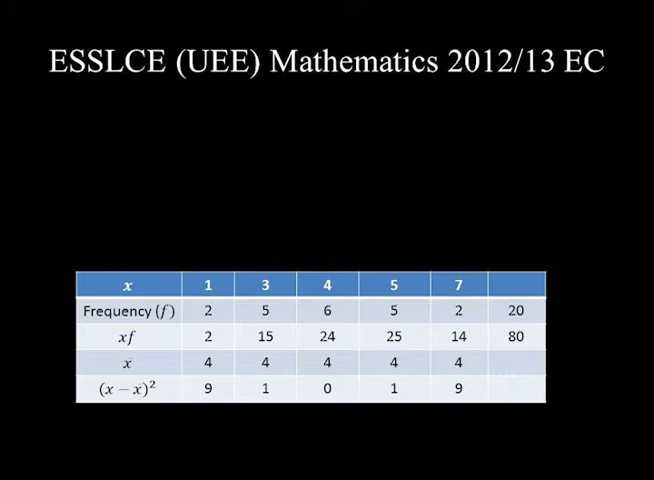 ESSLCE (UEE) Mathematics 2012/13 EC
x 1 3 4 5 7
Frequency (f) 2 5 6 5 2 20
xf 2 15 24 25 14 80
ẋ 4 4 4 4 4
(x − ẋ)² 9 1 0 1 9